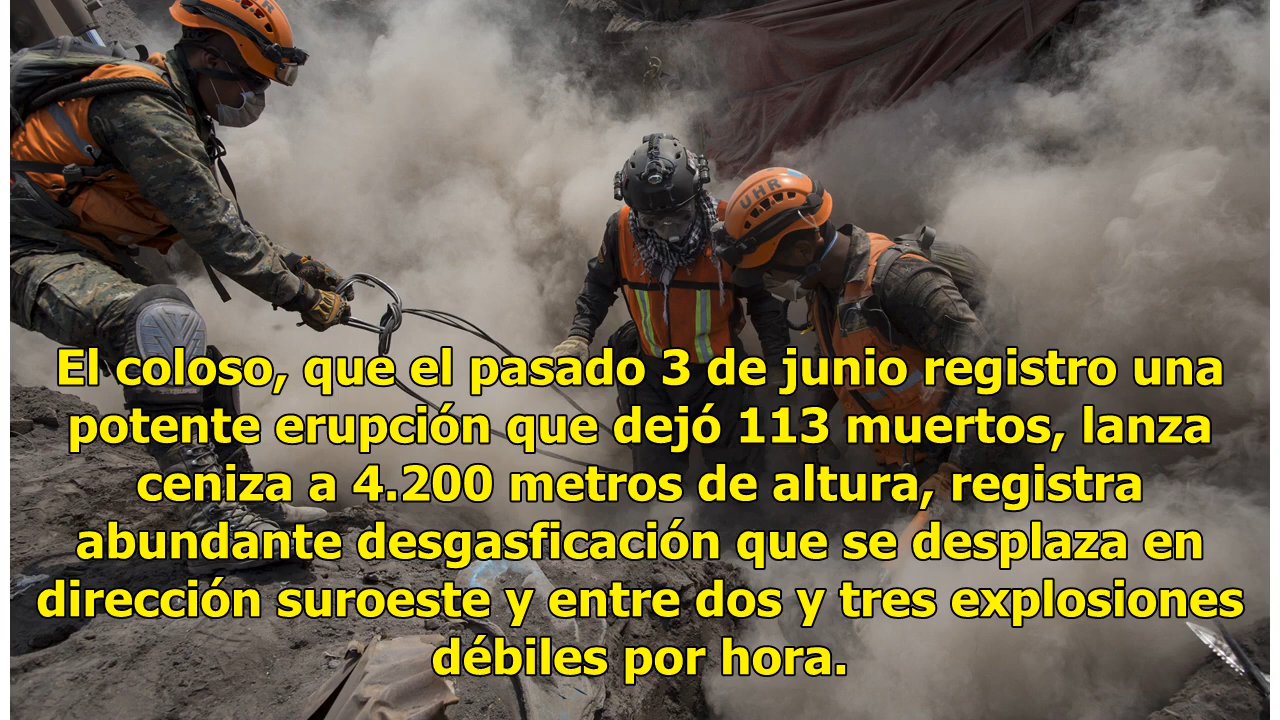 UHR
UHR
El coloso, que el pasado 3 de junio registro una
potente erupción que dejó 113 muertos, lanza
ceniza a 4.200 metros de altura, registra
abundante desgasficación que se desplaza en
dirección suroeste y entre dos y tres explosiones
débiles por hora.